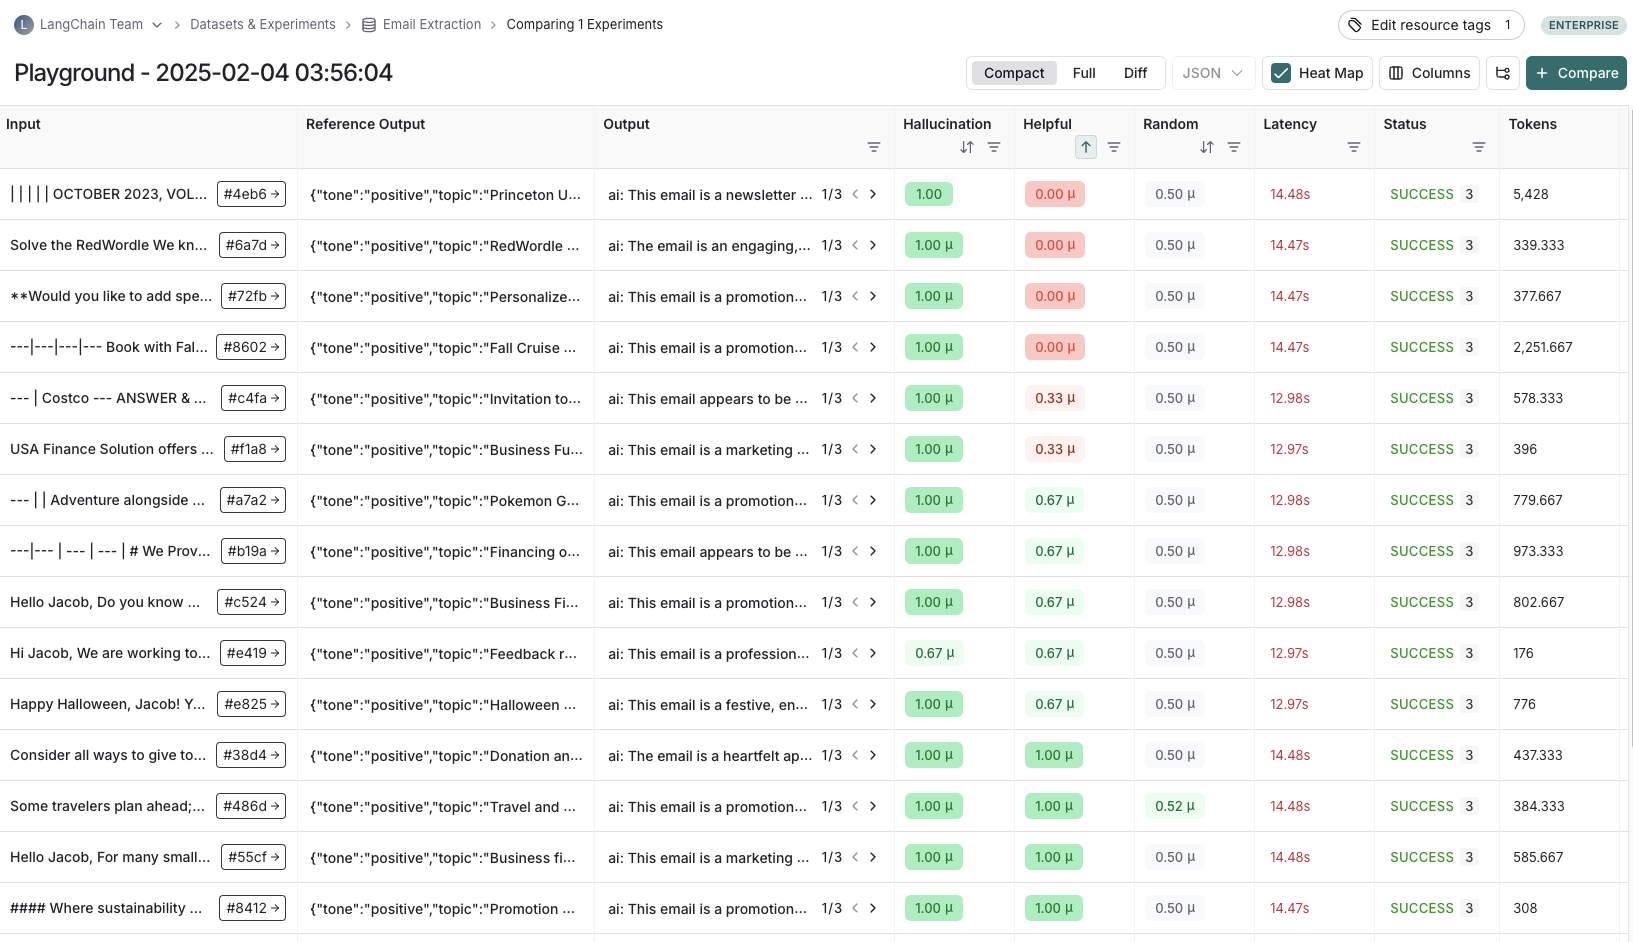 L LangChain Team > Datasets & Experiments > Email Extraction > Comparing 1 Experiments Edit resource tags 1 ENTERPRISE
Playground - 2025-02-04 03:56:04 Compact Full Diff JSON Heat Map Columns + Compare
Input Reference Output Output Hallucination Helpful Random Latency Status Tokens
| | | | | OCTOBER 2023, VOL... #4eb6 → {"tone":"positive","topic":"Princeton U... ai: This email is a newsletter ... 1/3 < > 1.00 0.00 μ 0.50 μ 14.48s SUCCESS 3 5,428
Solve the RedWordle We kn... #6a7d → {"tone":"positive","topic":"RedWordle ... ai: The email is an engaging,... 1/3 < > 1.00 μ 0.00 μ 0.50 μ 14.47s SUCCESS 3 339.333
**Would you like to add spe... #72fb → {"tone":"positive","topic":"Personalize... ai: This email is a promotion... 1/3 < > 1.00 μ 0.00 μ 0.50 μ 14.47s SUCCESS 3 377.667
---|---|---|--- Book with Fal... #8602 → {"tone":"positive","topic":"Fall Cruise ... ai: This email is a promotion... 1/3 < > 1.00 μ 0.00 μ 0.50 μ 14.47s SUCCESS 3 2,251.667
--- | Costco --- ANSWER & ... #c4fa → {"tone":"positive","topic":"Invitation to... ai: This email appears to be ... 1/3 < > 1.00 μ 0.33 μ 0.50 μ 12.98s SUCCESS 3 578.333
USA Finance Solution offers ... #f1a8 → {"tone":"positive","topic":"Business Fu... ai: This email is a marketing ... 1/3 < > 1.00 μ 0.33 μ 0.50 μ 12.97s SUCCESS 3 396
--- | | Adventure alongside ... #a7a2 → {"tone":"positive","topic":"Pokemon G... ai: This email is a promotion... 1/3 < > 1.00 μ 0.67 μ 0.50 μ 12.98s SUCCESS 3 779.667
---|--- | --- | --- | # We Prov... #b19a → {"tone":"positive","topic":"Financing o... ai: This email appears to be ... 1/3 < > 1.00 μ 0.67 μ 0.50 μ 12.98s SUCCESS 3 973.333
Hello Jacob, Do you know ... #c524 → {"tone":"positive","topic":"Business Fi... ai: This email is a promotion... 1/3 < > 1.00 μ 0.67 μ 0.50 μ 12.98s SUCCESS 3 802.667
Hi Jacob, We are working to... #e419 → {"tone":"positive","topic":"Feedback r... ai: This email is a profession... 1/3 < > 0.67 μ 0.67 μ 0.50 μ 12.97s SUCCESS 3 176
Happy Halloween, Jacob! Y... #e825 → {"tone":"positive","topic":"Halloween ... ai: This email is a festive, en... 1/3 < > 1.00 μ 0.67 μ 0.50 μ 12.97s SUCCESS 3 776
Consider all ways to give to... #38d4 → {"tone":"positive","topic":"Donation an... ai: The email is a heartfelt ap... 1/3 < > 1.00 μ 1.00 μ 0.50 μ 14.48s SUCCESS 3 437.333
Some travelers plan ahead;... #486d → {"tone":"positive","topic":"Travel and ... ai: This email is a promotion... 1/3 < > 1.00 μ 1.00 μ 0.52 μ 14.48s SUCCESS 3 384.333
Hello Jacob, For many small... #55cf → {"tone":"positive","topic":"Business fi... ai: This email is a marketing ... 1/3 < > 1.00 μ 1.00 μ 0.50 μ 14.48s SUCCESS 3 585.667
#### Where sustainability ... #8412 → {"tone":"positive","topic":"Promotion ... ai: This email is a promotion... 1/3 < > 1.00 μ 1.00 μ 0.50 μ 14.47s SUCCESS 3 308